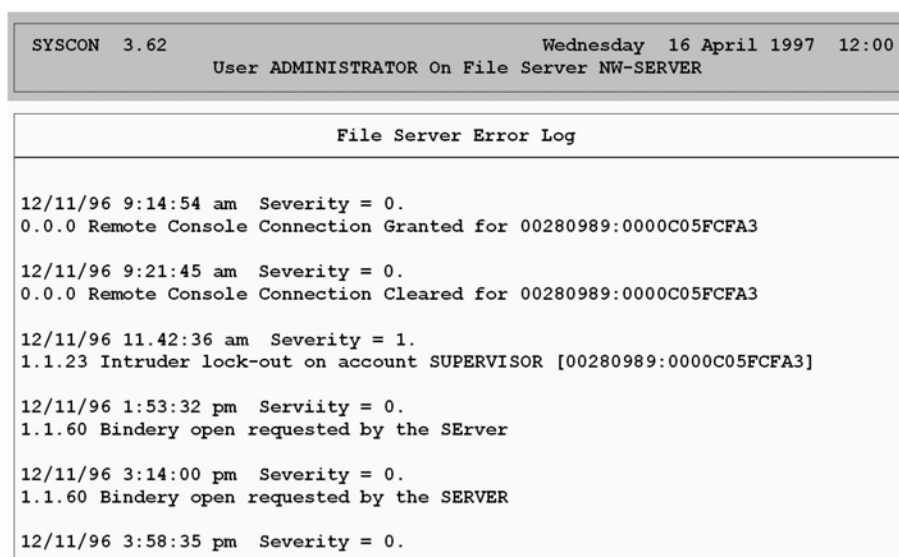 SYSCON 3.62 Wednesday 16 April 1997 12:00
User ADMINISTRATOR On File Server NW-SERVER
File Server Error Log
12/11/96 9:14:54 am Severity = 0.
0.0.0 Remote Console Connection Granted for 00280989:0000C05FCFA3
12/11/96 9:21:45 am Severity = 0.
0.0.0 Remote Console Connection Cleared for 00280989:0000C05FCFA3
12/11/96 11.42:36 am Severity = 1.
1.1.23 Intruder lock-out on account SUPERVISOR [00280989:0000C05FCFA3]
12/11/96 1:53:32 pm Serviity = 0.
1.1.60 Bindery open requested by the SErver
12/11/96 3:14:00 pm Severity = 0.
1.1.60 Bindery open requested by the SERVER
12/11/96 3:58:35 pm Severity = 0.